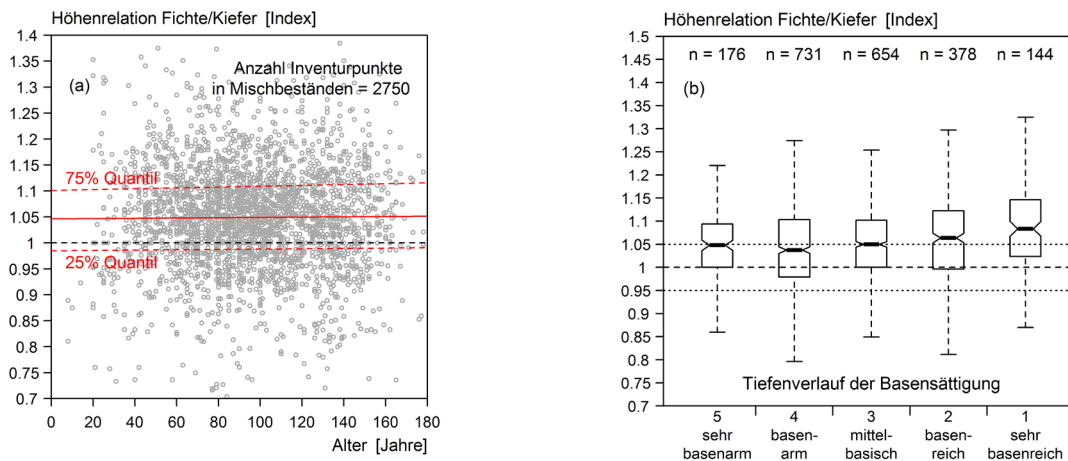 Höhenrelation Fichte/Kiefer [Index]
1.4
1.35
1.3
1.25
1.2
1.15
1.1
1.05
1
0.95
0.9
0.85
0.8
0.75
0.7
(a)
Anzahl Inventurpunkte
in Mischbeständen = 2750
75% Quantil
25% Quantil
0 20 40 60 80 100 120 140 160 180
Alter [Jahre]
Höhenrelation Fichte/Kiefer [Index]
1.5
1.45
1.4
1.35
1.3
1.25
1.2
1.15
1.1
1.05
1
0.95
0.9
0.85
0.8
0.75
0.7
n = 176 n = 731 n = 654 n = 378 n = 144
(b)
Tiefenverlauf der Basensättigung
5 4 3 2 1
sehr basen- mittel- basen- sehr
basenarm arm basisch reich basenreich